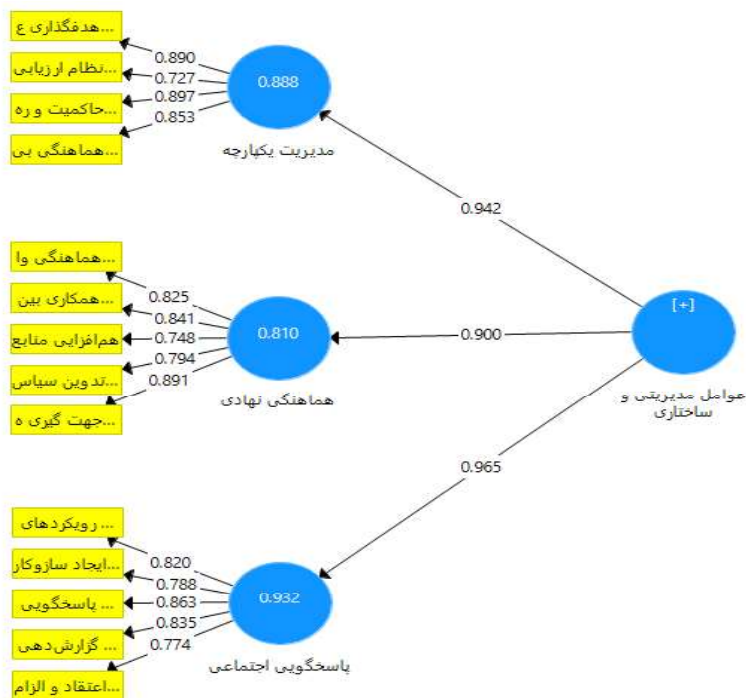 هدفگذاری ع...
0.890
نظام ارزیابی...
0.727
حاکمیت و ره...
0.897
هماهنگی بی...
0.853
0.888
مدیریت یکپارچه
0.942
هماهنگی وا...
0.825
همکاری بین...
0.841
هم‌افزایی منابع
0.748
تدوین سیاس...
0.794
جهت گیری ه...
0.891
0.810
هماهنکی نهادی
0.900
[+]
عوامل مدیریتی و
ساختاری
0.965
رویکردهای ...
0.820
ایجاد سازوکار...
0.788
پاسخگویی ...
0.863
گزارش‌دهی ...
0.835
اعتقاد و الزام...
0.774
0.932
پاسخگویی اجتماعی